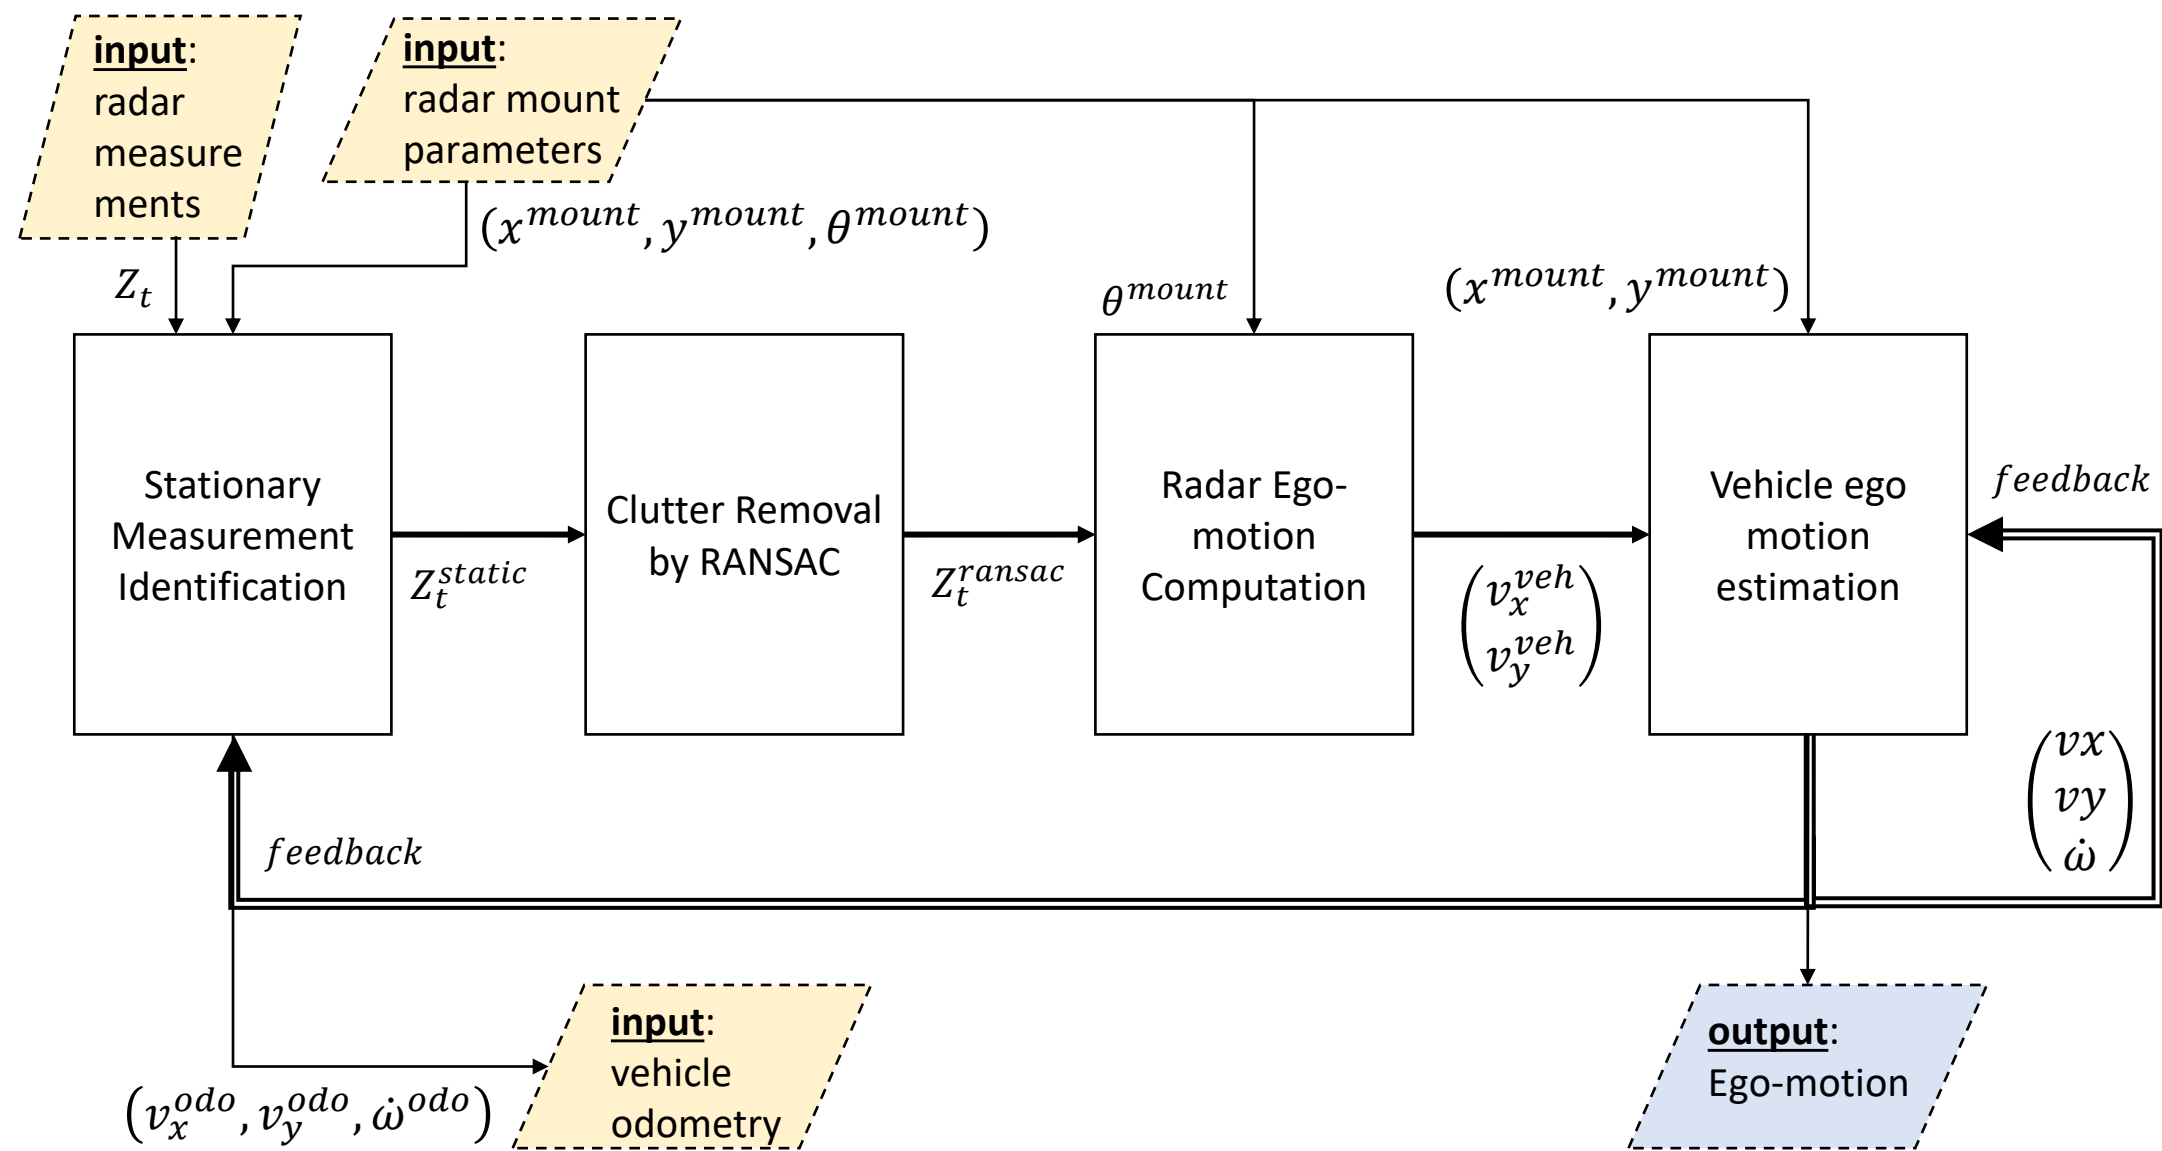 input:
radar
measure
ments
input:
radar mount
parameters
(x^{mount}, y^{mount}, θ^{mount})
Z_t
θ^{mount}
(x^{mount}, y^{mount})
Stationary
Measurement
Identification
Z_t^{static}
Clutter Removal
by RANSAC
Z_t^{ransac}
Radar Ego-
motion
Computation
v_x^{veh}
v_y^{veh}
Vehicle ego
motion
estimation
feedback
vx
vy
ω̇
feedback
(v_x^{odo}, v_y^{odo}, ω̇^{odo})
input:
vehicle
odometry
output:
Ego-motion